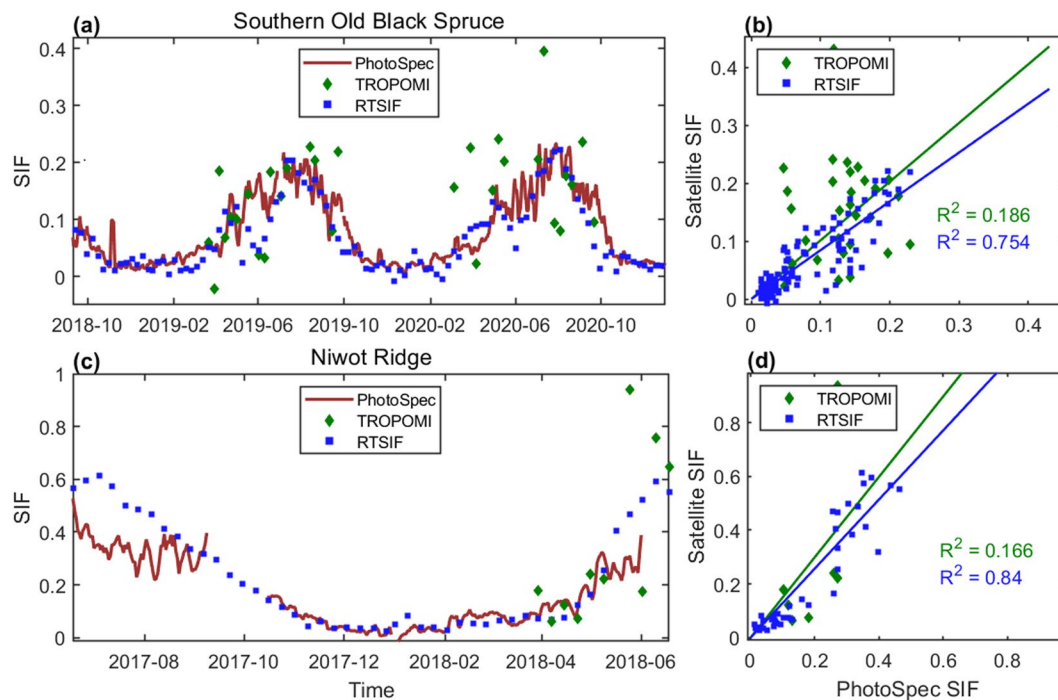 (a) Southern Old Black Spruce
0.4
0.3
0.2
0.1
0
SIF
PhotoSpec
TROPOMI
RTSIF
2018-10 2019-02 2019-06 2019-10 2020-02 2020-06 2020-10
(b)
0.4
0.3
0.2
0.1
0
Satellite SIF
TROPOMI
RTSIF
R² = 0.186
R² = 0.754
0 0.1 0.2 0.3 0.4
(c) Niwot Ridge
1
0.8
0.6
0.4
0.2
0
SIF
PhotoSpec
TROPOMI
RTSIF
2017-08 2017-10 2017-12 2018-02 2018-04 2018-06
Time
(d)
0.8
0.6
0.4
0.2
0
Satellite SIF
TROPOMI
RTSIF
R² = 0.166
R² = 0.84
0 0.2 0.4 0.6 0.8
PhotoSpec SIF